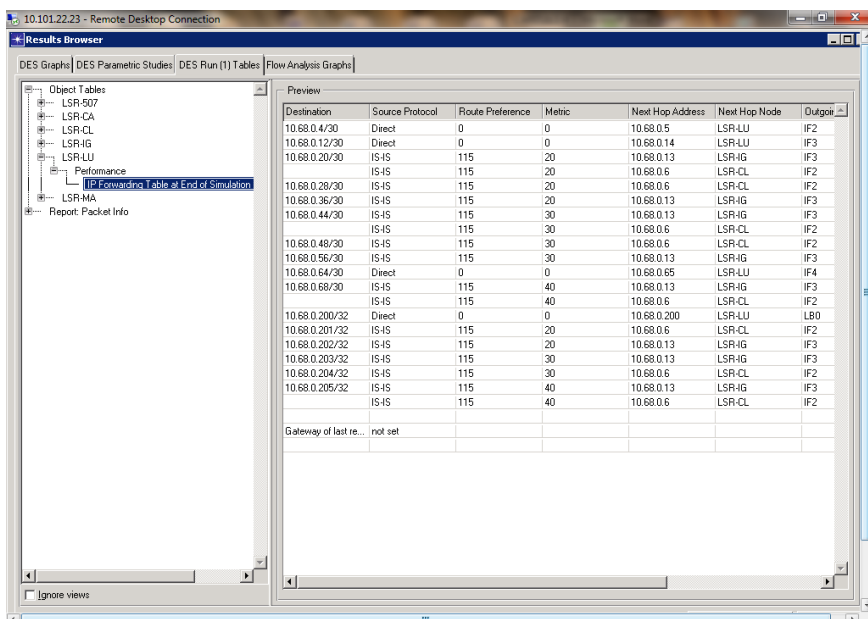 10.101.22.23 - Remote Desktop Connection
Results Browser
DES Graphs DES Parametric Studies DES Run (1) Tables Flow Analysis Graphs
Object Tables
LSR-507
LSR-CA
LSR-CL
LSR-IG
LSR-LU
Performance
IP Forwarding Table at End of Simulation
LSR-MA
Report: Packet Info
Ignore views
Preview
Destination Source Protocol Route Preference Metric Next Hop Address Next Hop Node Outgoin
10.68.0.4/30 Direct 0 0 10.68.0.5 LSR-LU IF2
10.68.0.12/30 Direct 0 0 10.68.0.14 LSR-LU IF3
10.68.0.20/30 IS-IS 115 20 10.68.0.13 LSR-IG IF3
IS-IS 115 20 10.68.0.6 LSR-CL IF2
10.68.0.28/30 IS-IS 115 20 10.68.0.6 LSR-CL IF2
10.68.0.36/30 IS-IS 115 20 10.68.0.13 LSR-IG IF3
10.68.0.44/30 IS-IS 115 30 10.68.0.13 LSR-IG IF3
IS-IS 115 30 10.68.0.6 LSR-CL IF2
10.68.0.48/30 IS-IS 115 30 10.68.0.6 LSR-CL IF2
10.68.0.56/30 IS-IS 115 30 10.68.0.13 LSR-IG IF3
10.68.0.64/30 Direct 0 0 10.68.0.65 LSR-LU IF4
10.68.0.68/30 IS-IS 115 40 10.68.0.13 LSR-IG IF3
IS-IS 115 40 10.68.0.6 LSR-CL IF2
10.68.0.200/32 Direct 0 0 10.68.0.200 LSR-LU LB0
10.68.0.201/32 IS-IS 115 20 10.68.0.6 LSR-CL IF2
10.68.0.202/32 IS-IS 115 20 10.68.0.13 LSR-IG IF3
10.68.0.203/32 IS-IS 115 30 10.68.0.13 LSR-IG IF3
10.68.0.204/32 IS-IS 115 30 10.68.0.6 LSR-CL IF2
10.68.0.205/32 IS-IS 115 40 10.68.0.13 LSR-IG IF3
IS-IS 115 40 10.68.0.6 LSR-CL IF2
Gateway of last re... not set